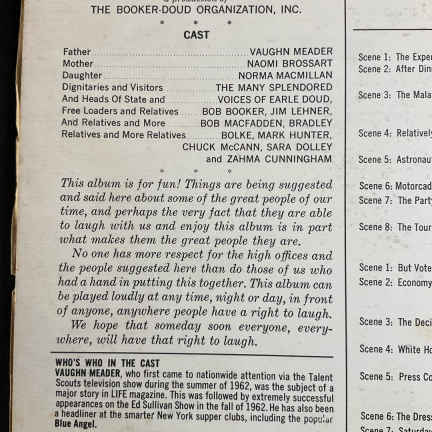 THE BOOKER-DOUD ORGANIZATION, INC.
* * *
CAST
Father VAUGHN MEADER
Mother NAOMI BROSSART
Daughter NORMA MACMILLAN
Dignitaries and Visitors THE MANY SPLENDORED
And Heads Of State and VOICES OF EARLE DOUD,
Free Loaders and Relatives BOB BOOKER, JIM LEHNER,
And Relatives and More BOB MACFADDEN, BRADLEY
Relatives and More Relatives BOLKE, MARK HUNTER,
CHUCK McCANN, SARA DOLLEY
and ZAHMA CUNNINGHAM
* * *
This album is for fun! Things are being suggested
and said here about some of the great people of our
time, and perhaps the very fact that they are able
to laugh with us and enjoy this album is in part
what makes them the great people they are.
No one has more respect for the high offices and
the people suggested here than do those of us who
had a hand in putting this together. This album can
be played loudly at any time, night or day, in front
of anyone, anywhere people have a right to laugh.
We hope that someday soon everyone, every-
where, will have that right to laugh.
WHO'S WHO IN THE CAST
VAUGHN MEADER, who first came to nationwide attention via the Talent
Scouts television show during the summer of 1962, was the subject of a
major story in LIFE magazine. This was followed by extremely successful
appearances on the Ed Sullivan Show in the fall of 1962. He has also been
a headliner at the smarter New York supper clubs, including the popular
Blue Angel.
Scene 1: The Exper
Scene 2: After Din
Scene 3: The Mala
Scene 4: Relatively
Scene 5: Astronau
Scene 6: Motorcad
Scene 7: The Party
Scene 8: The Tour
Scene 1: But Vote
Scene 2: Economy
Scene 3: The Deci
Scene 4: White Ho
Scene 5: Press Co
Scene 6: The Dress
Scene 7: Saturday